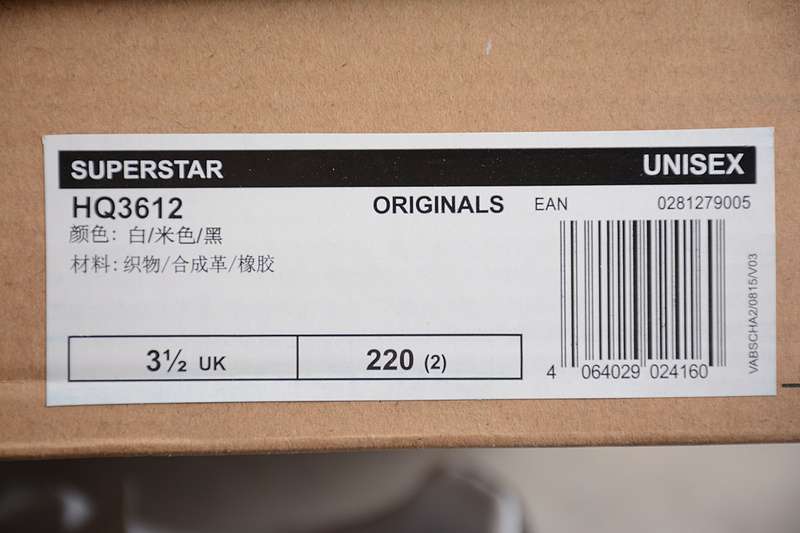 SUPERSTAR UNISEX
HQ3612 ORIGINALS EAN 0281279005
颜色: 白/米色/黑
材料: 织物/合成革/橡胶
3½ UK 220 (2)
4 064029 024160
VABSCHA2/0815/V03